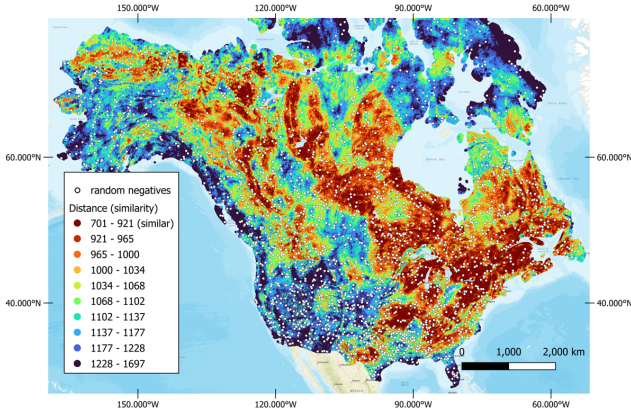 150.000°W 120.000°W 90.000°W 60.000°W
60.000°N 60.000°N
random negatives
Distance (similarity)
701 - 921 (similar)
921 - 965
965 - 1000
1000 - 1034
1034 - 1068
1068 - 1102
1102 - 1137
1137 - 1177
1177 - 1228
1228 - 1697
40.000°N 40.000°N
0 1,000 2,000 km
150.000°W 120.000°W 90.000°W 60.000°W